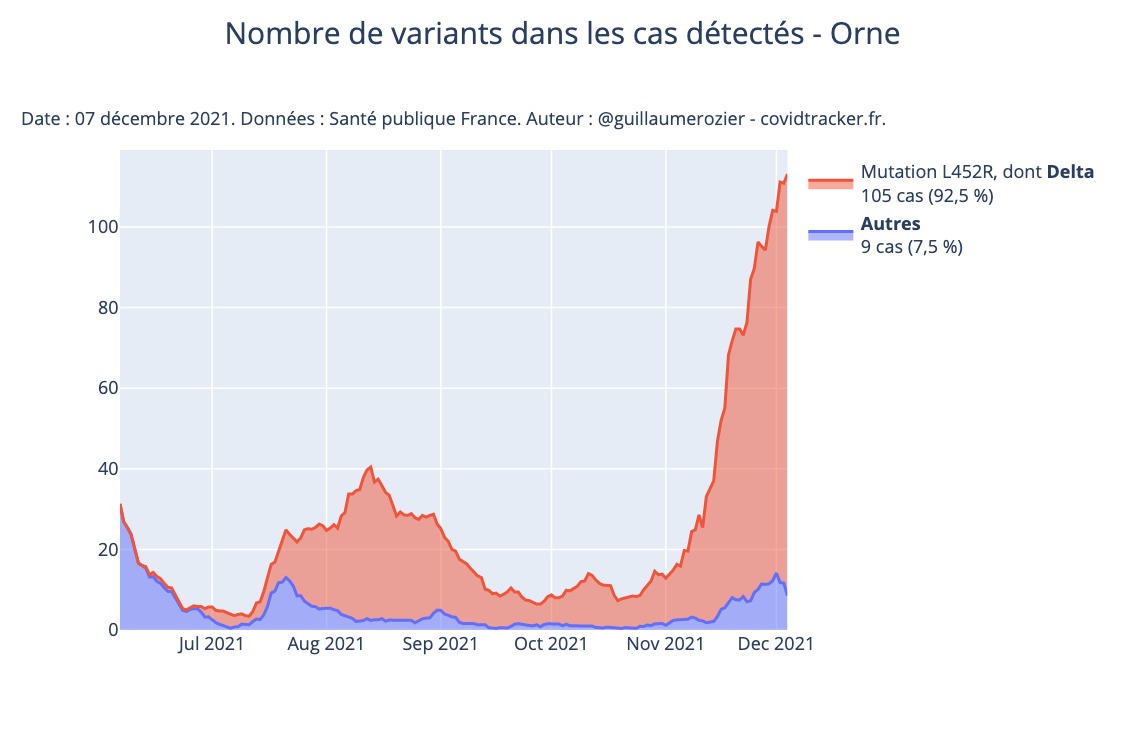 Nombre de variants dans les cas détectés - Orne
Date : 07 décembre 2021. Données : Santé publique France. Auteur : @guillaumerozier - covidtracker.fr.
Mutation L452R, dont Delta
105 cas (92,5 %)
Autres
9 cas (7,5 %)
100
80
60
40
20
0
Jul 2021
Aug 2021
Sep 2021
Oct 2021
Nov 2021
Dec 2021